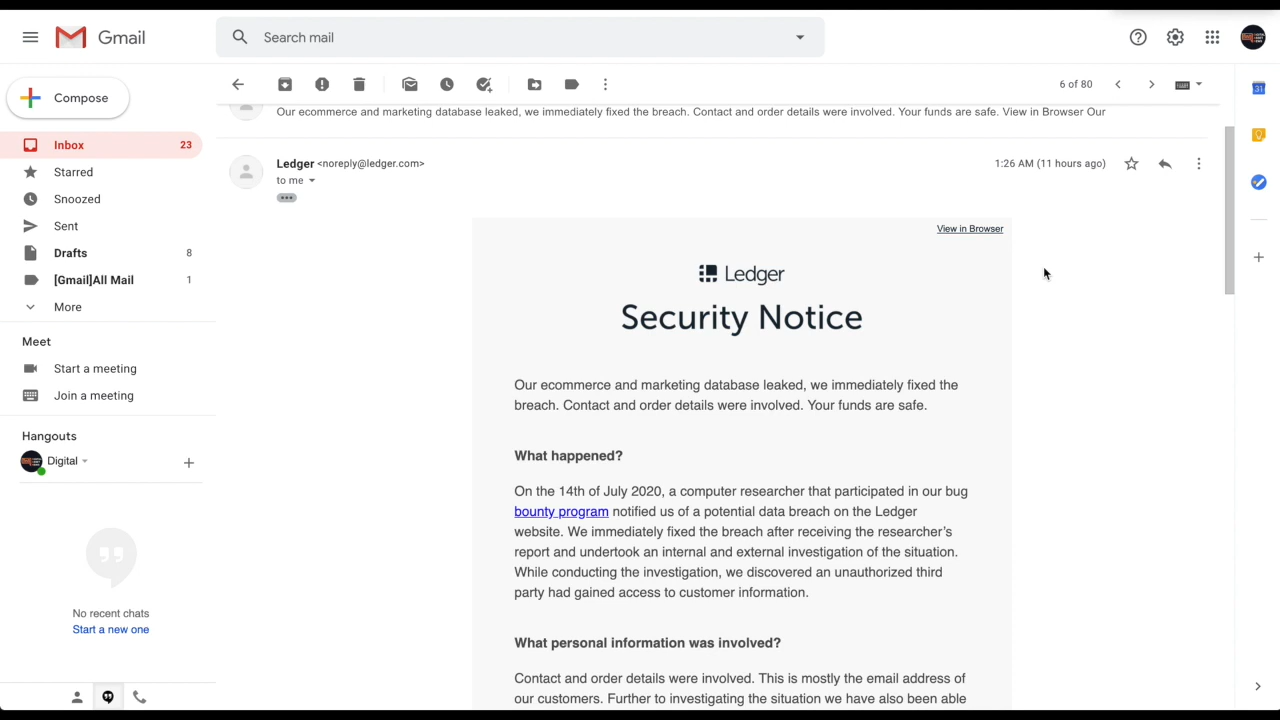 Gmail
Search mail
Compose
6 of 80
Inbox 23
Starred
Snoozed
Sent
Drafts 8
[Gmail]All Mail 1
More
Meet
Start a meeting
Join a meeting
Hangouts
Digital
No recent chats
Start a new one
Our ecommerce and marketing database leaked, we immediately fixed the breach. Contact and order details were involved. Your funds are safe. View in Browser Our
Ledger <noreply@ledger.com> 1:26 AM (11 hours ago)
to me
View in Browser
Ledger
Security Notice
Our ecommerce and marketing database leaked, we immediately fixed the
breach. Contact and order details were involved. Your funds are safe.
What happened?
On the 14th of July 2020, a computer researcher that participated in our bug
bounty program notified us of a potential data breach on the Ledger
website. We immediately fixed the breach after receiving the researcher’s
report and undertook an internal and external investigation of the situation.
While conducting the investigation, we discovered an unauthorized third
party had gained access to customer information.
What personal information was involved?
Contact and order details were involved. This is mostly the email address of
our customers. Further to investigating the situation we have also been able
31